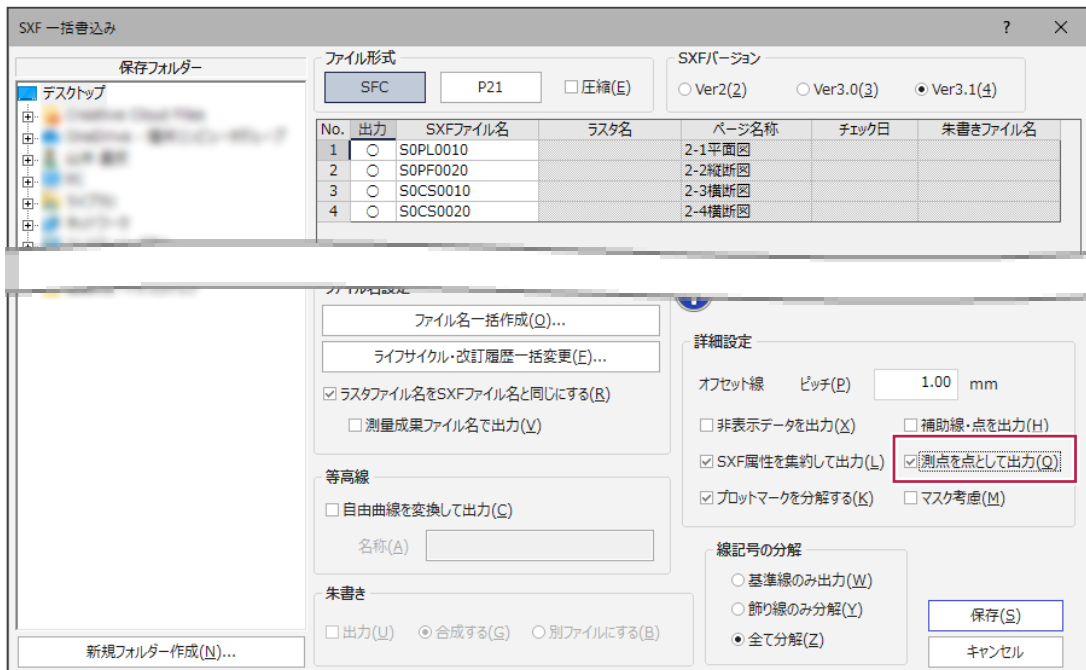 SXF 一括書込み
?
×
保存フォルダー
デスクトップ
ファイル形式
SFC
P21
圧縮(E)
SXFバージョン
Ver2(2)
Ver3.0(3)
Ver3.1(4)
No. 出力 SXFファイル名 ラスタ名 ページ名称 チェック日 朱書きファイル名
1 ○ S0PL0010 2-1平面図
2 ○ S0PF0020 2-2縦断図
3 ○ S0CS0010 2-3横断図
4 ○ S0CS0020 2-4横断図
ファイル名一括作成(O)...
ライフサイクル・改訂履歴一括変更(F)...
ラスタファイル名をSXFファイル名と同じにする(R)
測量成果ファイル名で出力(V)
等高線
自由曲線を変換して出力(C)
名称(A)
朱書き
出力(U)
合成する(G)
別ファイルにする(B)
詳細設定
オフセット線 ピッチ(P) 1.00 mm
非表示データを出力(X)
補助線・点を出力(H)
SXF属性を集約して出力(L)
測点を点として出力(Q)
プロットマークを分解する(K)
マスク考慮(M)
線記号の分解
基準線のみ出力(W)
飾り線のみ分解(Y)
全て分解(Z)
新規フォルダー作成(N)...
保存(S)
キャンセル